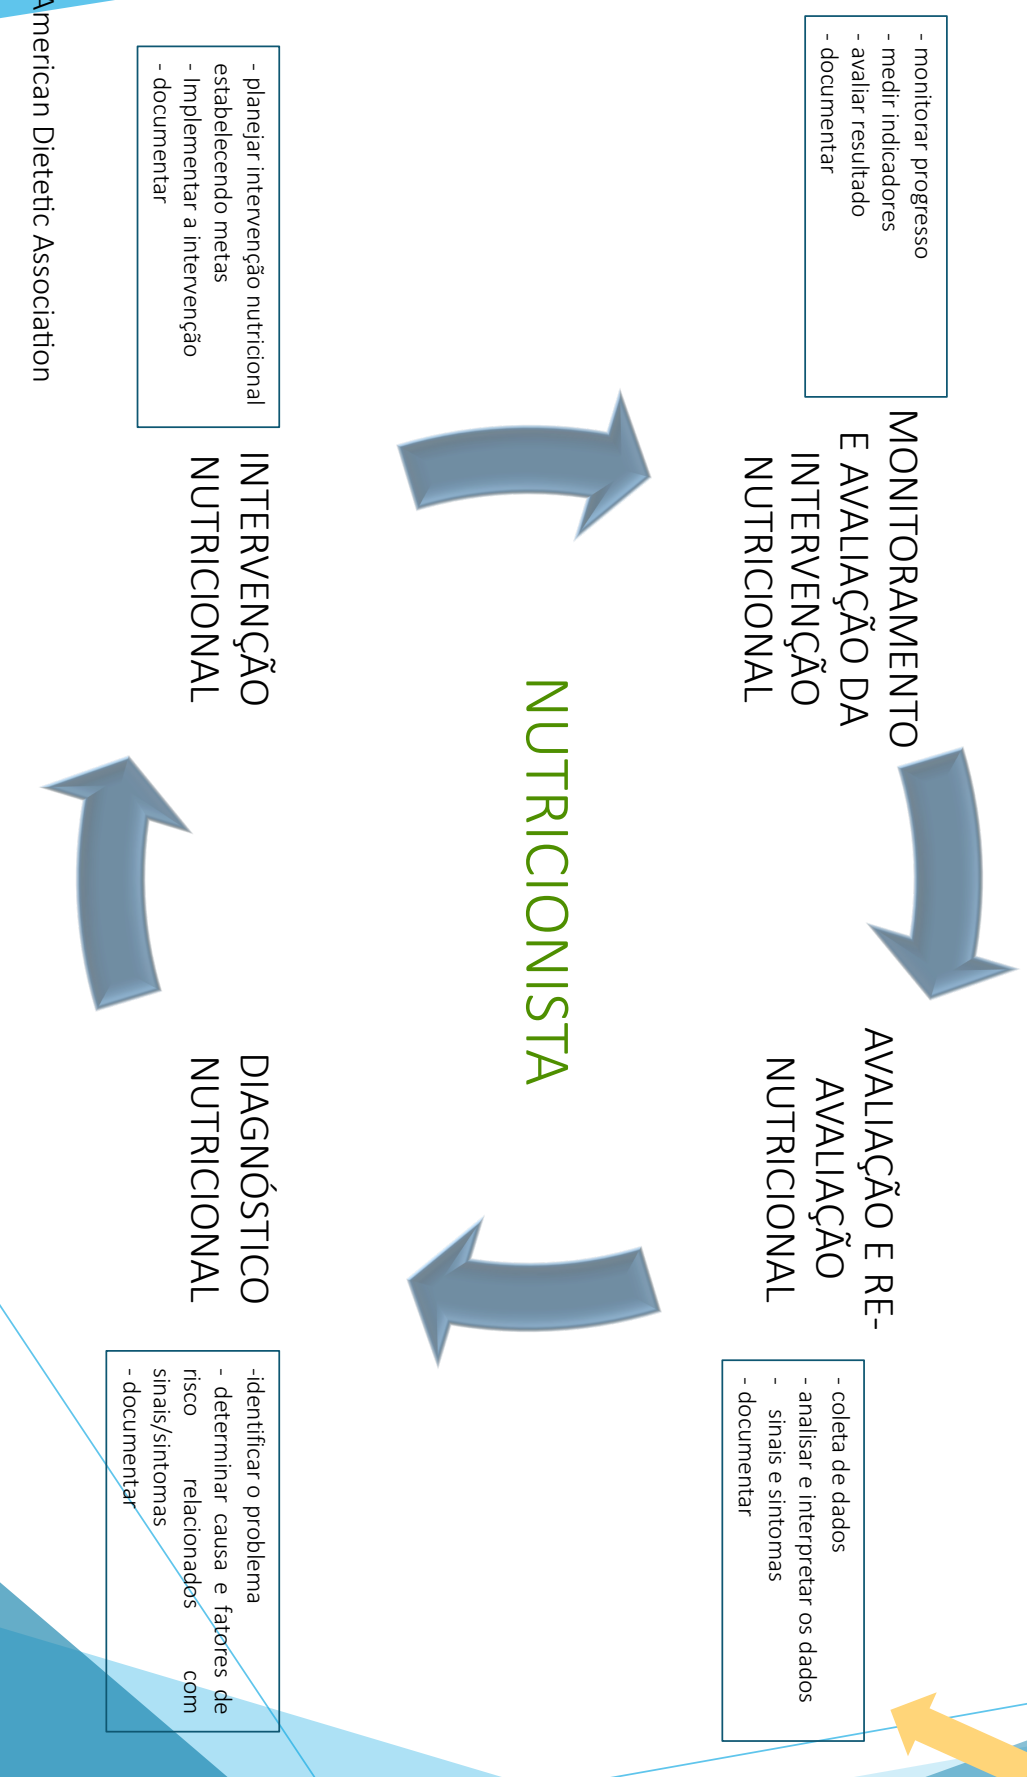 - monitorar progresso
- medir indicadores
- avaliar resultado
- documentar
MONITORAMENTO
E AVALIAÇÃO DA
INTERVENÇÃO
NUTRICIONAL
AVALIAÇÃO E RE-
AVALIAÇÃO
NUTRICIONAL
- coleta de dados
- analisar e interpretar os dados
- sinais e sintomas
- documentar
NUTRICIONISTA
- planejar intervenção nutricional
estabelecendo metas
- Implementar a intervenção
- documentar
INTERVENÇÃO
NUTRICIONAL
DIAGNÓSTICO
NUTRICIONAL
-identificar o problema
- determinar causa e fatores de
risco relacionados com
sinais/sintomas
- documentar
American Dietetic Association